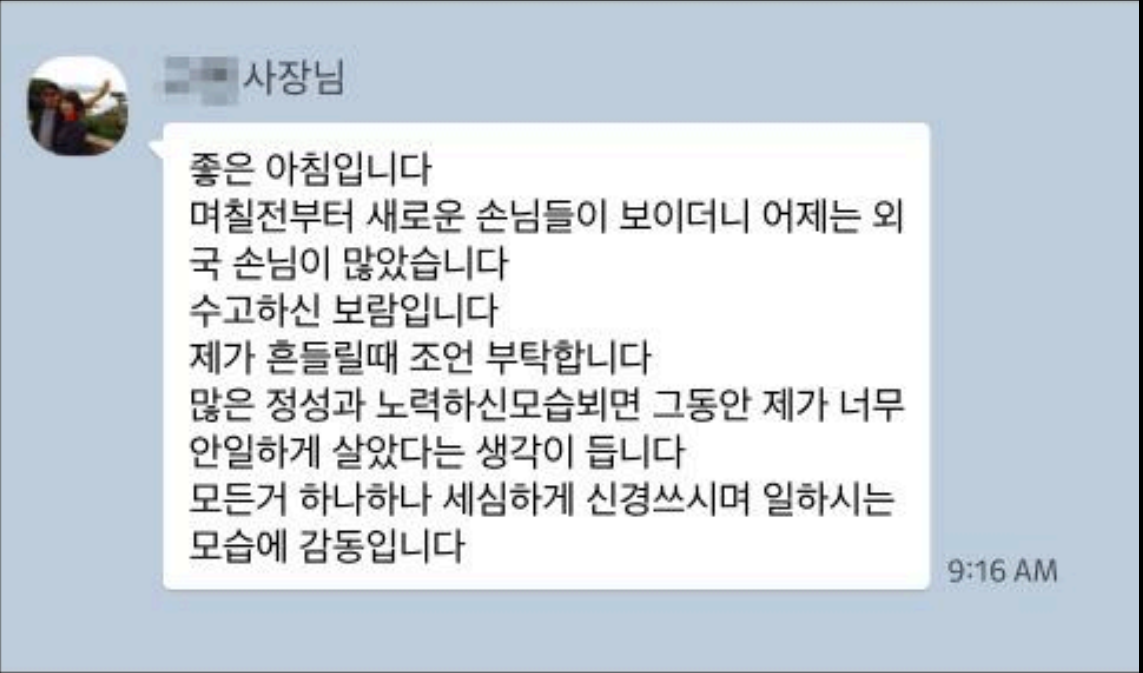 사장님
좋은 아침입니다
며칠전부터 새로운 손님들이 보이더니 어제는 외
국 손님이 많았습니다
수고하신 보람입니다
제가 흔들릴때 조언 부탁합니다
많은 정성과 노력하신모습뵈면 그동안 제가 너무
안일하게 살았다는 생각이 듭니다
모든거 하나하나 세심하게 신경쓰시며 일하시는
모습에 감동입니다
9:16 AM